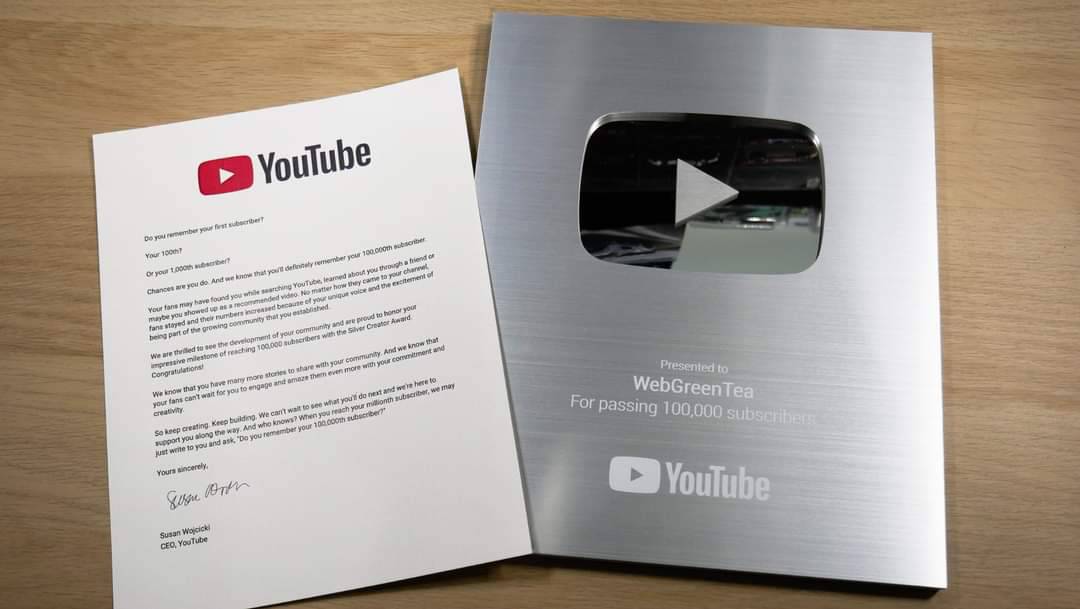 YouTube
Do you remember your first subscriber?
Your 100th?
Or your 1,000th subscriber?
Chances are you do. And we know that you'll definitely remember your 100,000th subscriber.
Your fans may have found you while searching YouTube, learned about you through a friend or
maybe you showed up as a recommended video. No matter how they came to your channel,
fans stayed and their numbers increased because of your unique voice and the excitement of
being part of the growing community that you established.
We are thrilled to see the development of your community and are proud to honor your
impressive milestone of reaching 100,000 subscribers with the Silver Creator Award.
Congratulations!
We know that you have many more stories to share with your community. And we know that
your fans can't wait for you to engage and amaze them even more with your commitment and
creativity.
So keep creating. Keep building. We can't wait to see what you'll do next and we're here to
support you along the way. And who knows? When you reach your millionth subscriber, we may
just write to you and ask, "Do you remember your 100,000th subscriber?"
Yours sincerely,
Susan Wojcicki
CEO, YouTube
Presented to
WebGreenTea
For passing 100,000 subscribers
YouTube